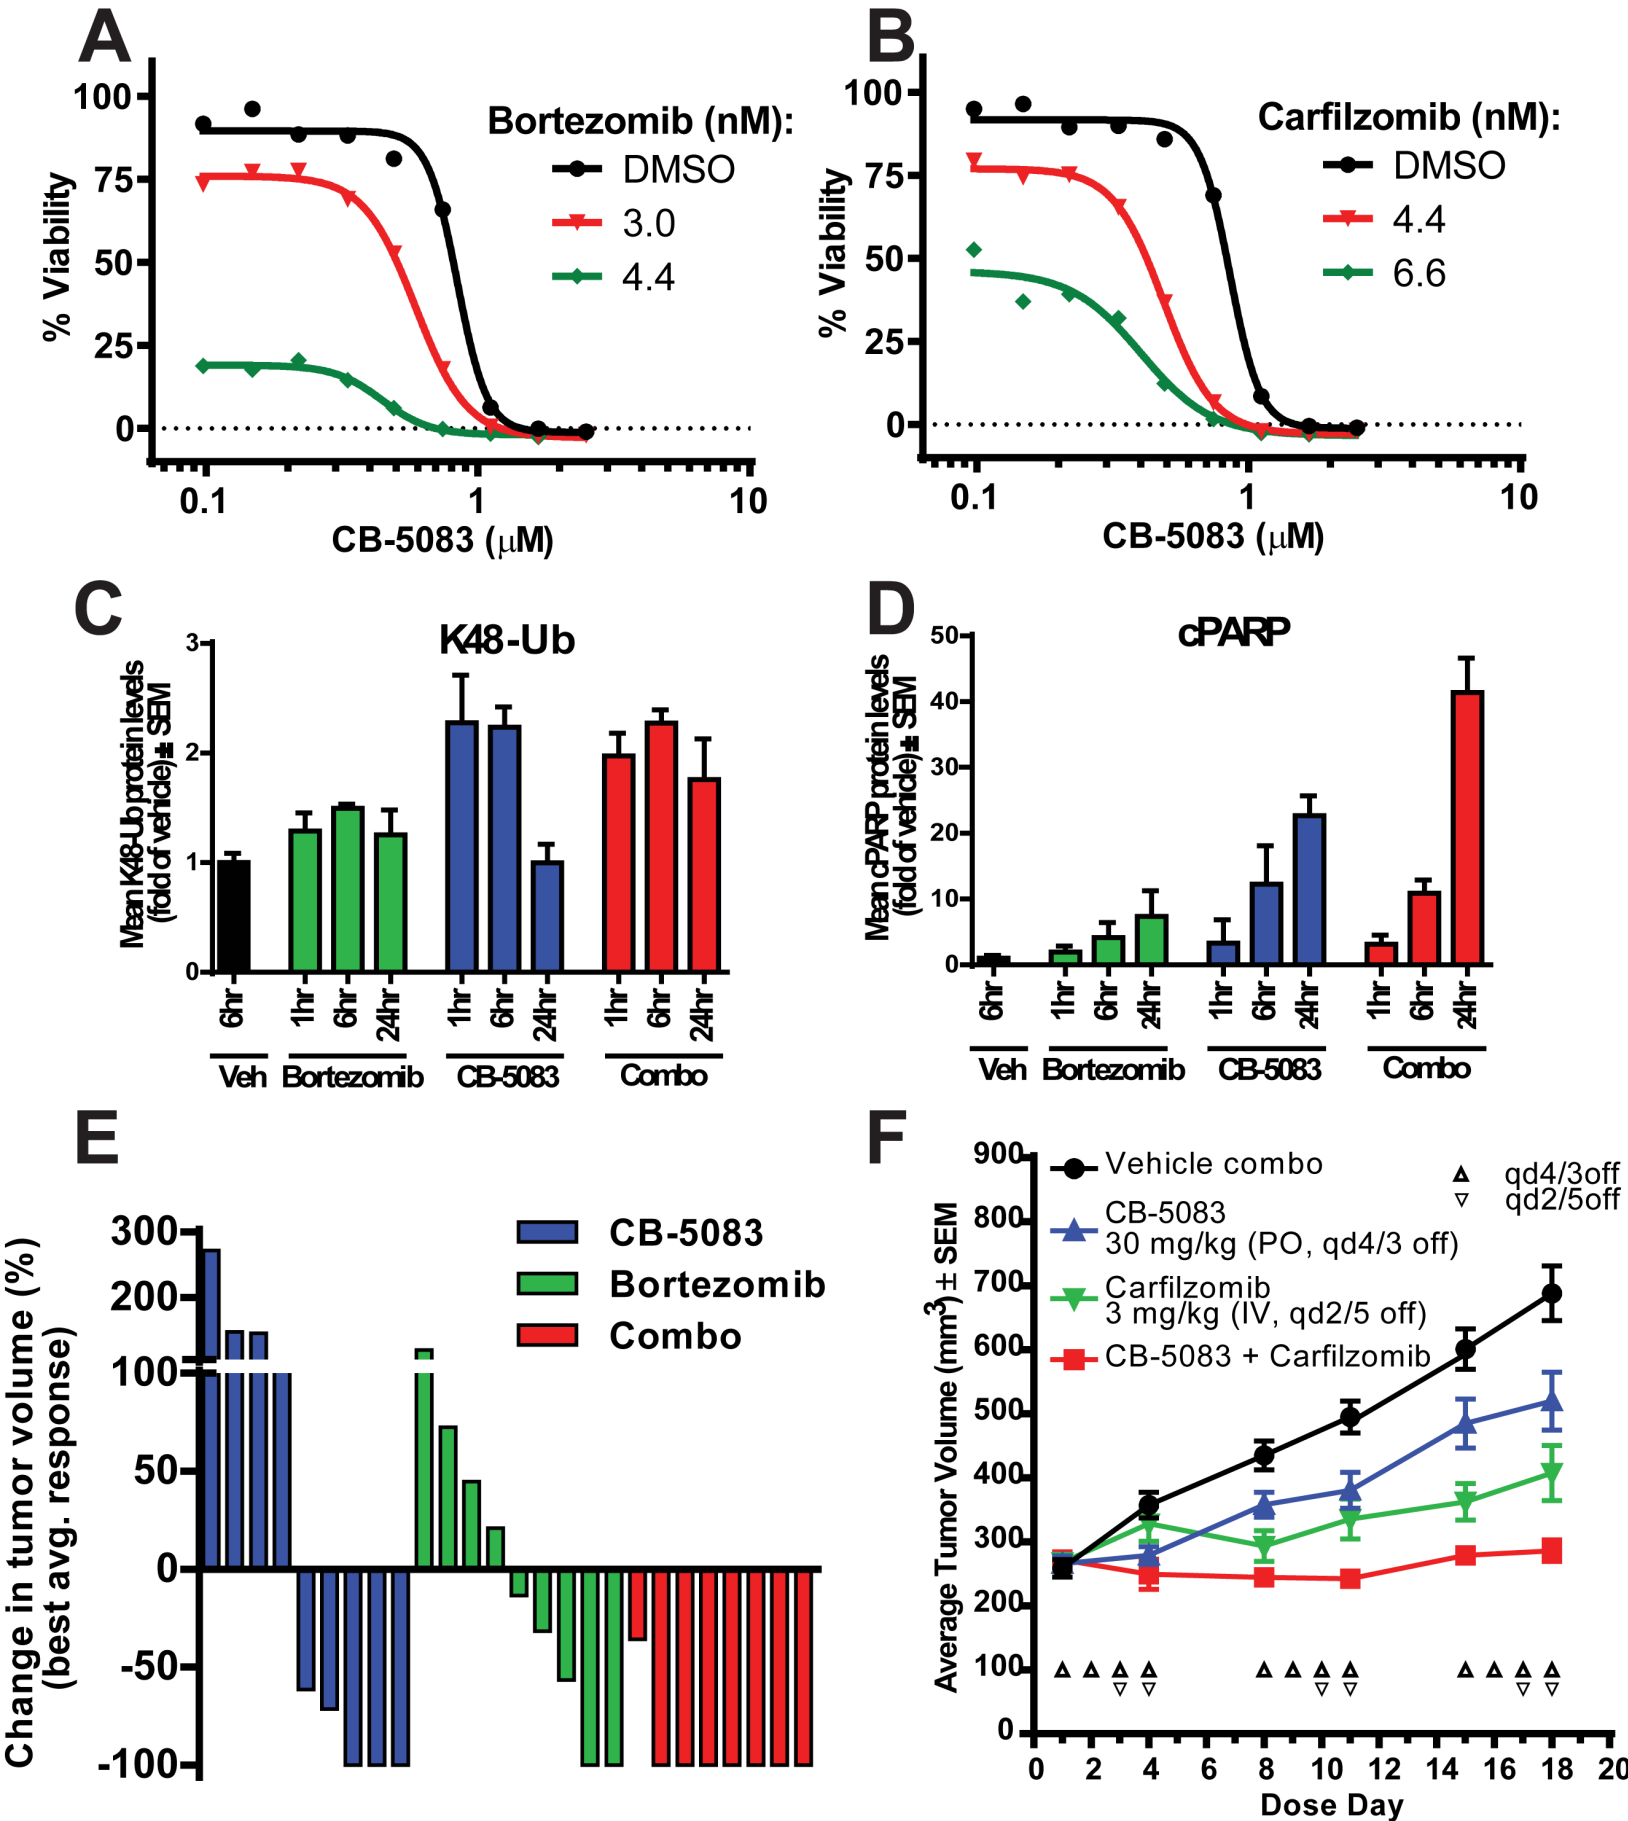 A
100
75
50
25
0
% Viability
Bortezomib (nM):
DMSO
3.0
4.4
0.1
1
10
CB-5083 (μM)
B
100
75
50
25
0
% Viability
Carfilzomib (nM):
DMSO
4.4
6.6
0.1
1
10
CB-5083 (μM)
C
K48-Ub
Mean K48-Ub protein levels
(fold of vehicle) ± SEM
3
2
1
0
6hr
1hr
6hr
24hr
1hr
6hr
24hr
1hr
6hr
24hr
Veh
Bortezomib
CB-5083
Combo
D
cPARP
Mean cPARP protein levels
(fold of vehicle) ± SEM
50
40
30
20
10
0
6hr
1hr
6hr
24hr
1hr
6hr
24hr
1hr
6hr
24hr
Veh
Bortezomib
CB-5083
Combo
E
Change in tumor volume (%)
(best avg. response)
300
200
100
50
0
-50
-100
CB-5083
Bortezomib
Combo
F
Average Tumor Volume (mm³) ± SEM
900
800
700
600
500
400
300
200
100
0
Vehicle combo
CB-5083
30 mg/kg (PO, qd4/3 off)
Carfilzomib
3 mg/kg (IV, qd2/5 off)
CB-5083 + Carfilzomib
qd4/3off
qd2/5off
0 2 4 6 8 10 12 14 16 18 20
Dose Day